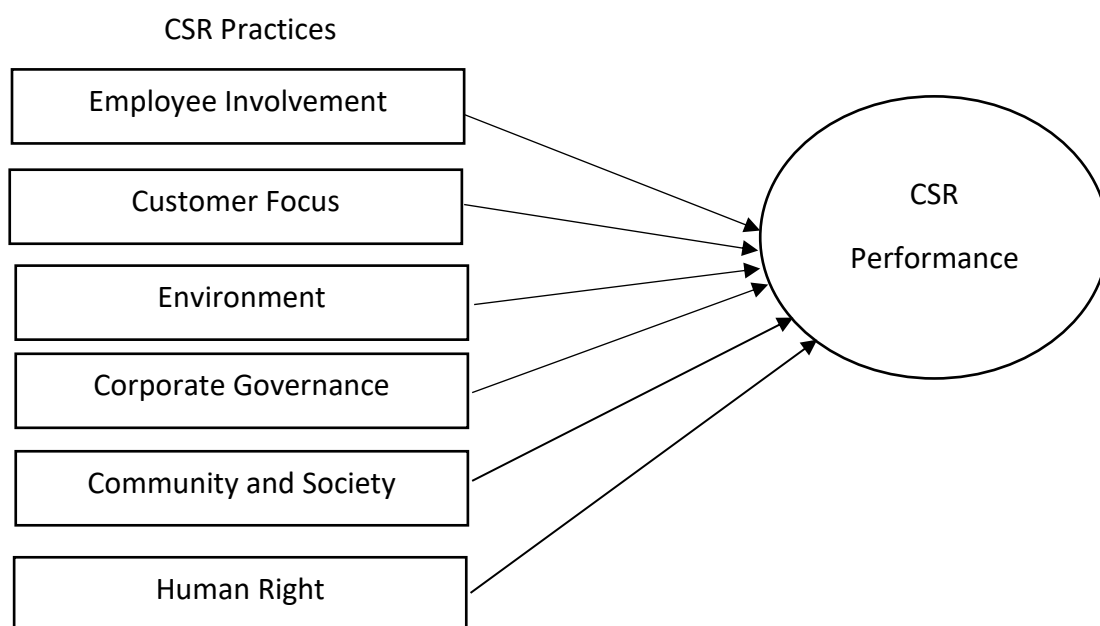 CSR Practices
Employee Involvement
Customer Focus
Environment
Corporate Governance
Community and Society
Human Right
CSR
Performance